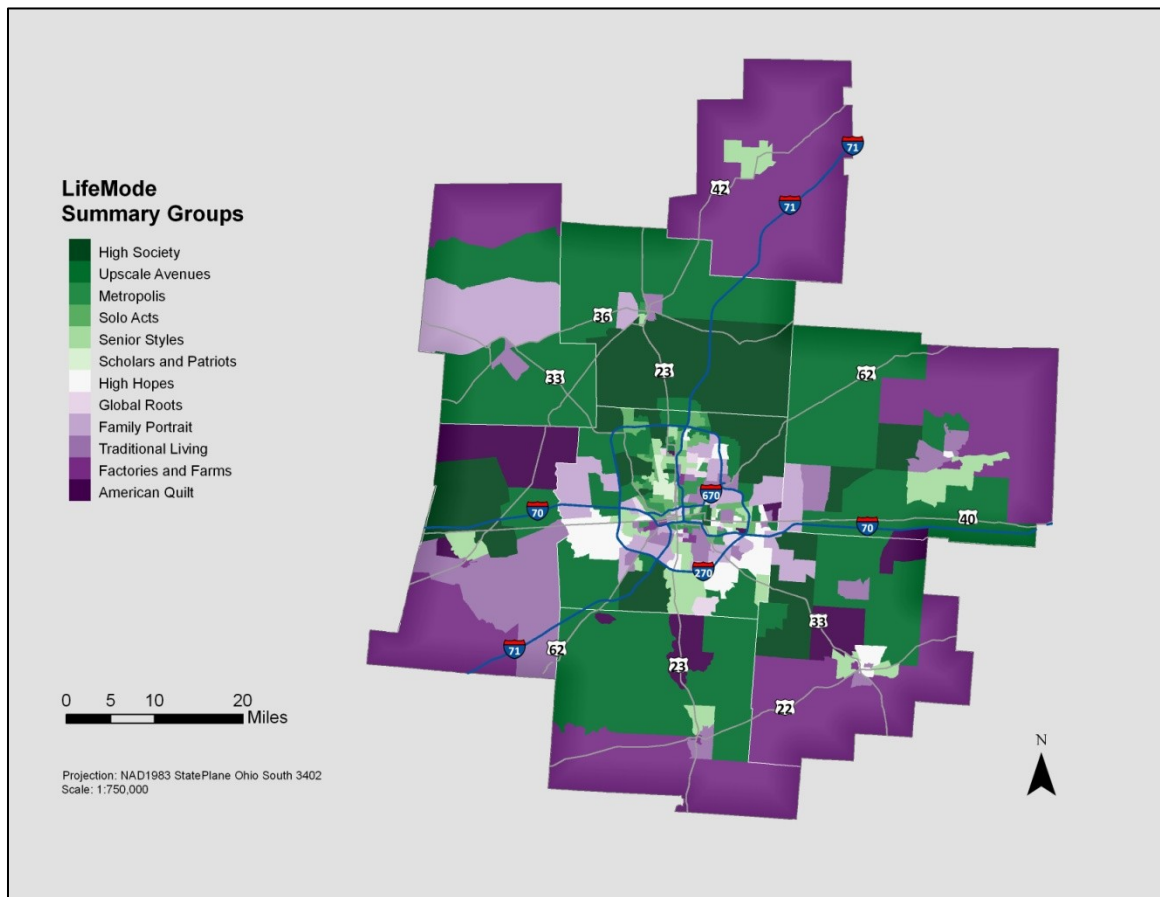 LifeMode
Summary Groups
High Society
Upscale Avenues
Metropolis
Solo Acts
Senior Styles
Scholars and Patriots
High Hopes
Global Roots
Family Portrait
Traditional Living
Factories and Farms
American Quilt
71
42
71
36
23
62
33
670
70
40
70
270
33
71
62
23
22
0 5 10 20
Miles
N
Projection: NAD1983 StatePlane Ohio South 3402
Scale: 1:750,000